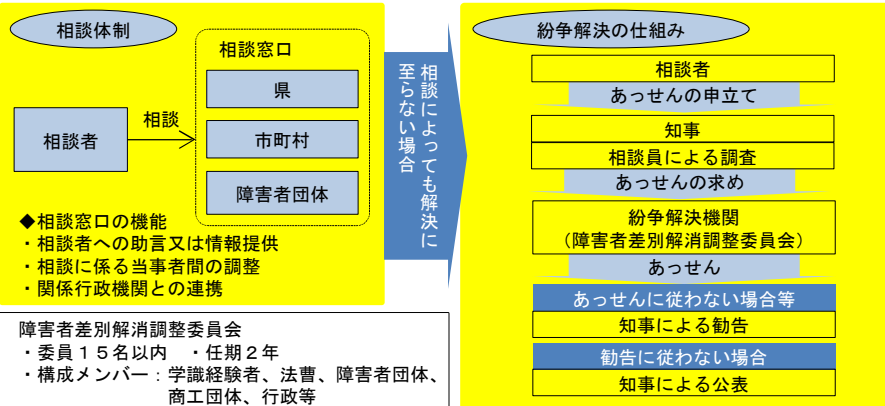 相談体制
相談窓口
県
相談者
相談
市町村
障害者団体
◆相談窓口の機能
・相談者への助言又は情報提供
・相談に係る当事者間の調整
・関係行政機関との連携
相談によっても解決に
至らない場合
紛争解決の仕組み
相談者
あっせんの申立て
知事
相談員による調査
あっせんの求め
紛争解決機関
（障害者差別解消調整委員会）
あっせん
あっせんに従わない場合等
知事による勧告
勧告に従わない場合
知事による公表
障害者差別解消調整委員会
・委員１５名以内　・任期２年
・構成メンバー：学識経験者、法曹、障害者団体、
商工団体、行政等